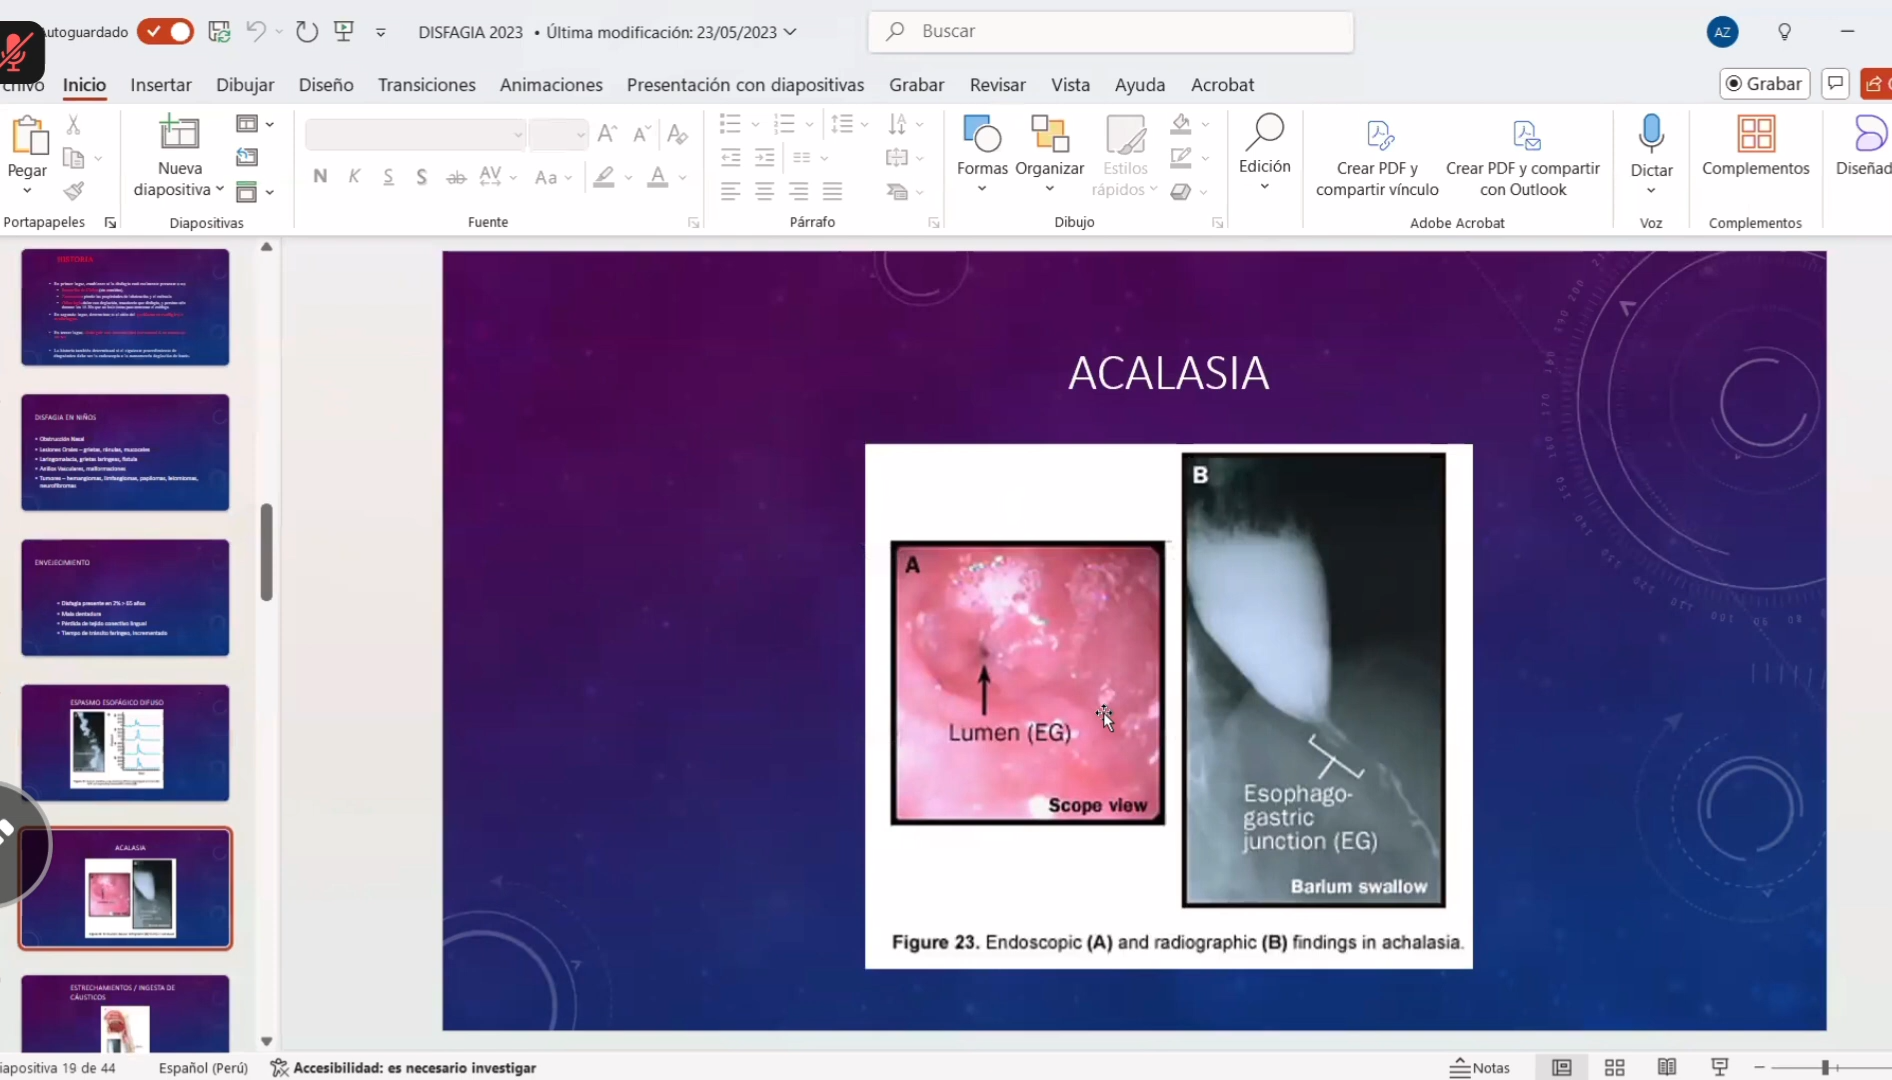 Autoguardado
DISFAGIA 2023 • Última modificación: 23/05/2023
Buscar
AZ
chivo Inicio Insertar Dibujar Diseño Transiciones Animaciones Presentación con diapositivas Grabar Revisar Vista Ayuda Acrobat
Grabar
Pegar
Nueva
diapositiva
N K S S ab AV Aa A
Formas Organizar Estilos
rápidos
Edición
Crear PDF y
compartir vínculo
Crear PDF y compartir
con Outlook
Dictar
Complementos
Diseñad
Portapapeles Diapositivas Fuente Párrafo Dibujo Adobe Acrobat Voz Complementos
HISTORIA
DISFAGIA EN NIÑOS
• Obstrucción Nasal
• Lesiones Orales – grietas, ránulas, mucoceles
• Laringomalacia, grietas laríngeas, fístula
• Anillos Vasculares, malformaciones
• Tumores – hemangiomas, linfangiomas, papilomas, leiomiomas,
neurofibromas
ENVEJECIMIENTO
• Disfagia presente en 7% > 65 años
• Mala dentadura
• Pérdida de tejido conectivo lingual
• Tiempo de tránsito faríngeo, incrementado
ESPASMO ESOFÁGICO DIFUSO
ACALASIA
ESTRECHAMIENTOS / INGESTA DE
CÁUSTICOS
ACALASIA
A
Lumen (EG)
Scope view
B
Esophago-
gastric
junction (EG)
Barium swallow
Figure 23. Endoscopic (A) and radiographic (B) findings in achalasia.
iapositiva 19 de 44 Español (Perú) Accesibilidad: es necesario investigar
Notas